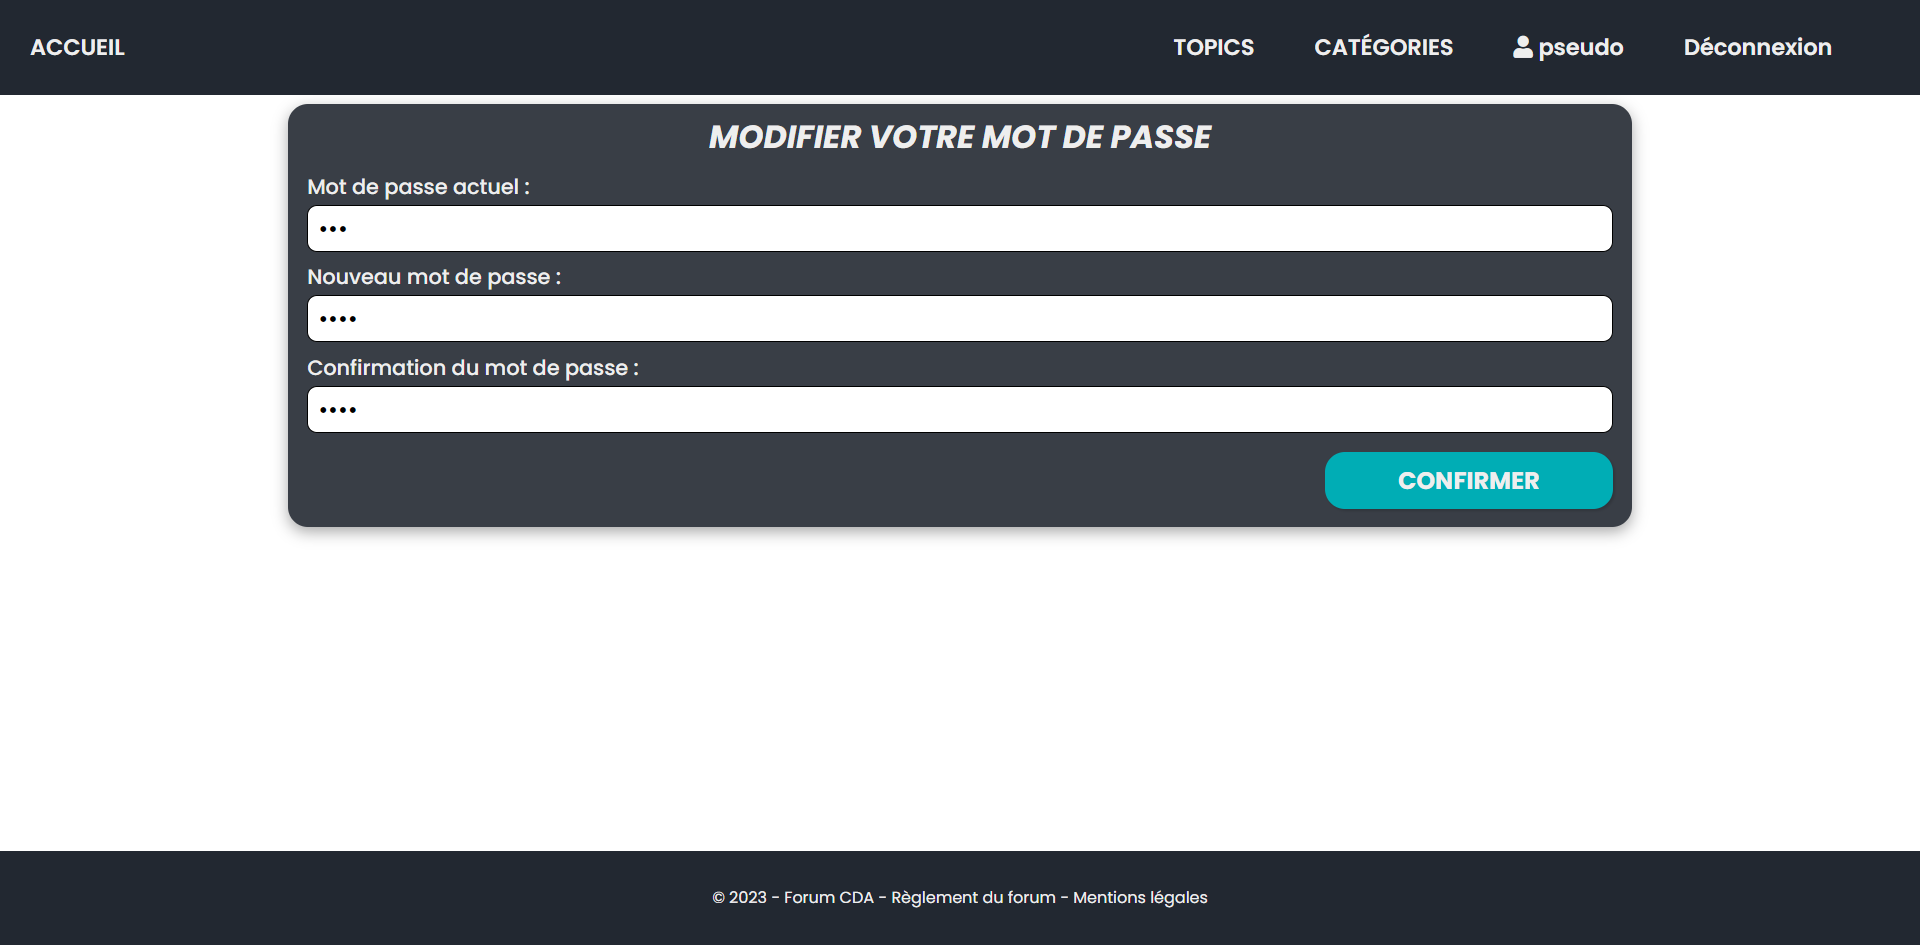 ACCUEIL TOPICS CATÉGORIES pseudo Déconnexion
MODIFIER VOTRE MOT DE PASSE
Mot de passe actuel :
•••
Nouveau mot de passe :
••••
Confirmation du mot de passe :
••••
CONFIRMER
© 2023 - Forum CDA - Règlement du forum - Mentions légales